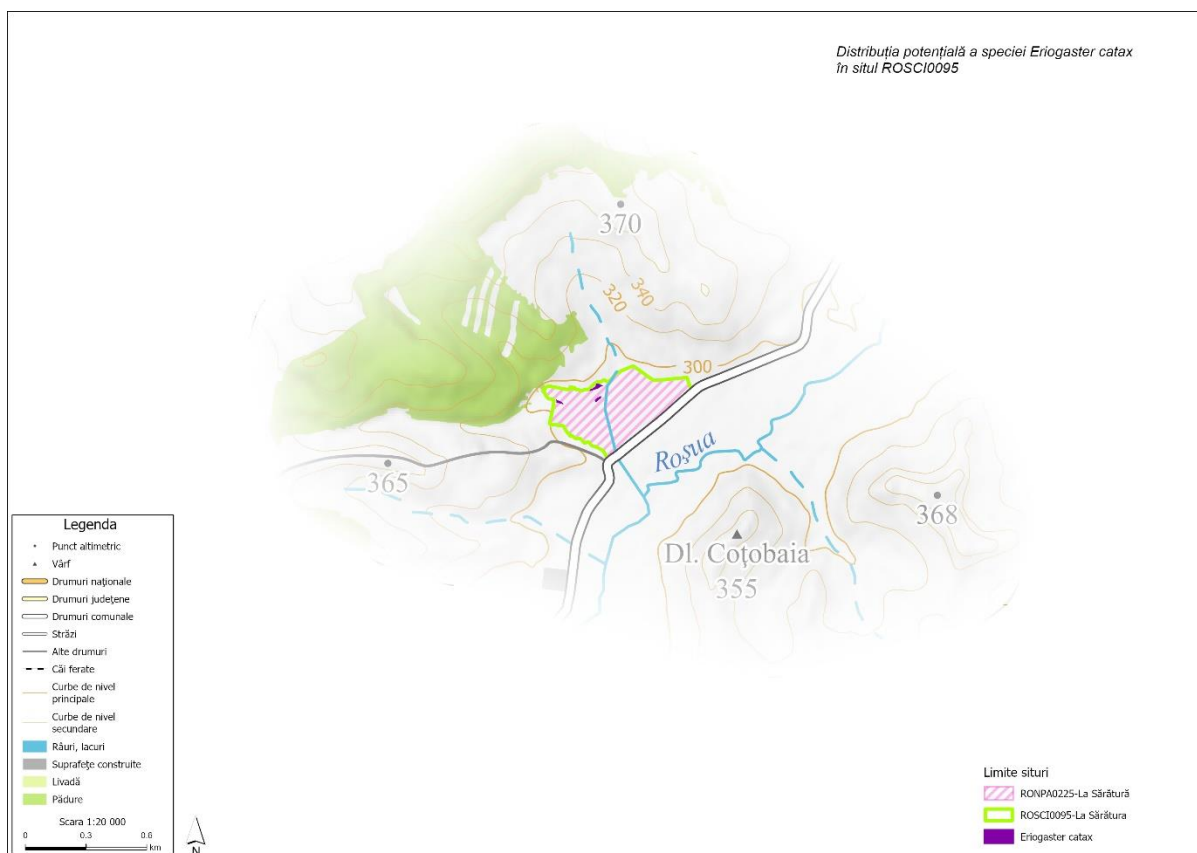 Distribuția potențială a speciei Eriogaster catax
în situl ROSCI0095
370
340
320
300
Roşua
365
368
Dl. Coţobaia
355
Legenda
Punct altimetric
Vârf
Drumuri naționale
Drumuri județene
Drumuri comunale
Străzi
Alte drumuri
Căi ferate
Curbe de nivel
principale
Curbe de nivel
secundare
Râuri, lacuri
Suprafețe construite
Livadă
Pădure
Scara 1:20 000
0 0.3 0.6
km
N
Limite situri
RONPA0225-La Sărătură
ROSCI0095-La Sărătura
Eriogaster catax